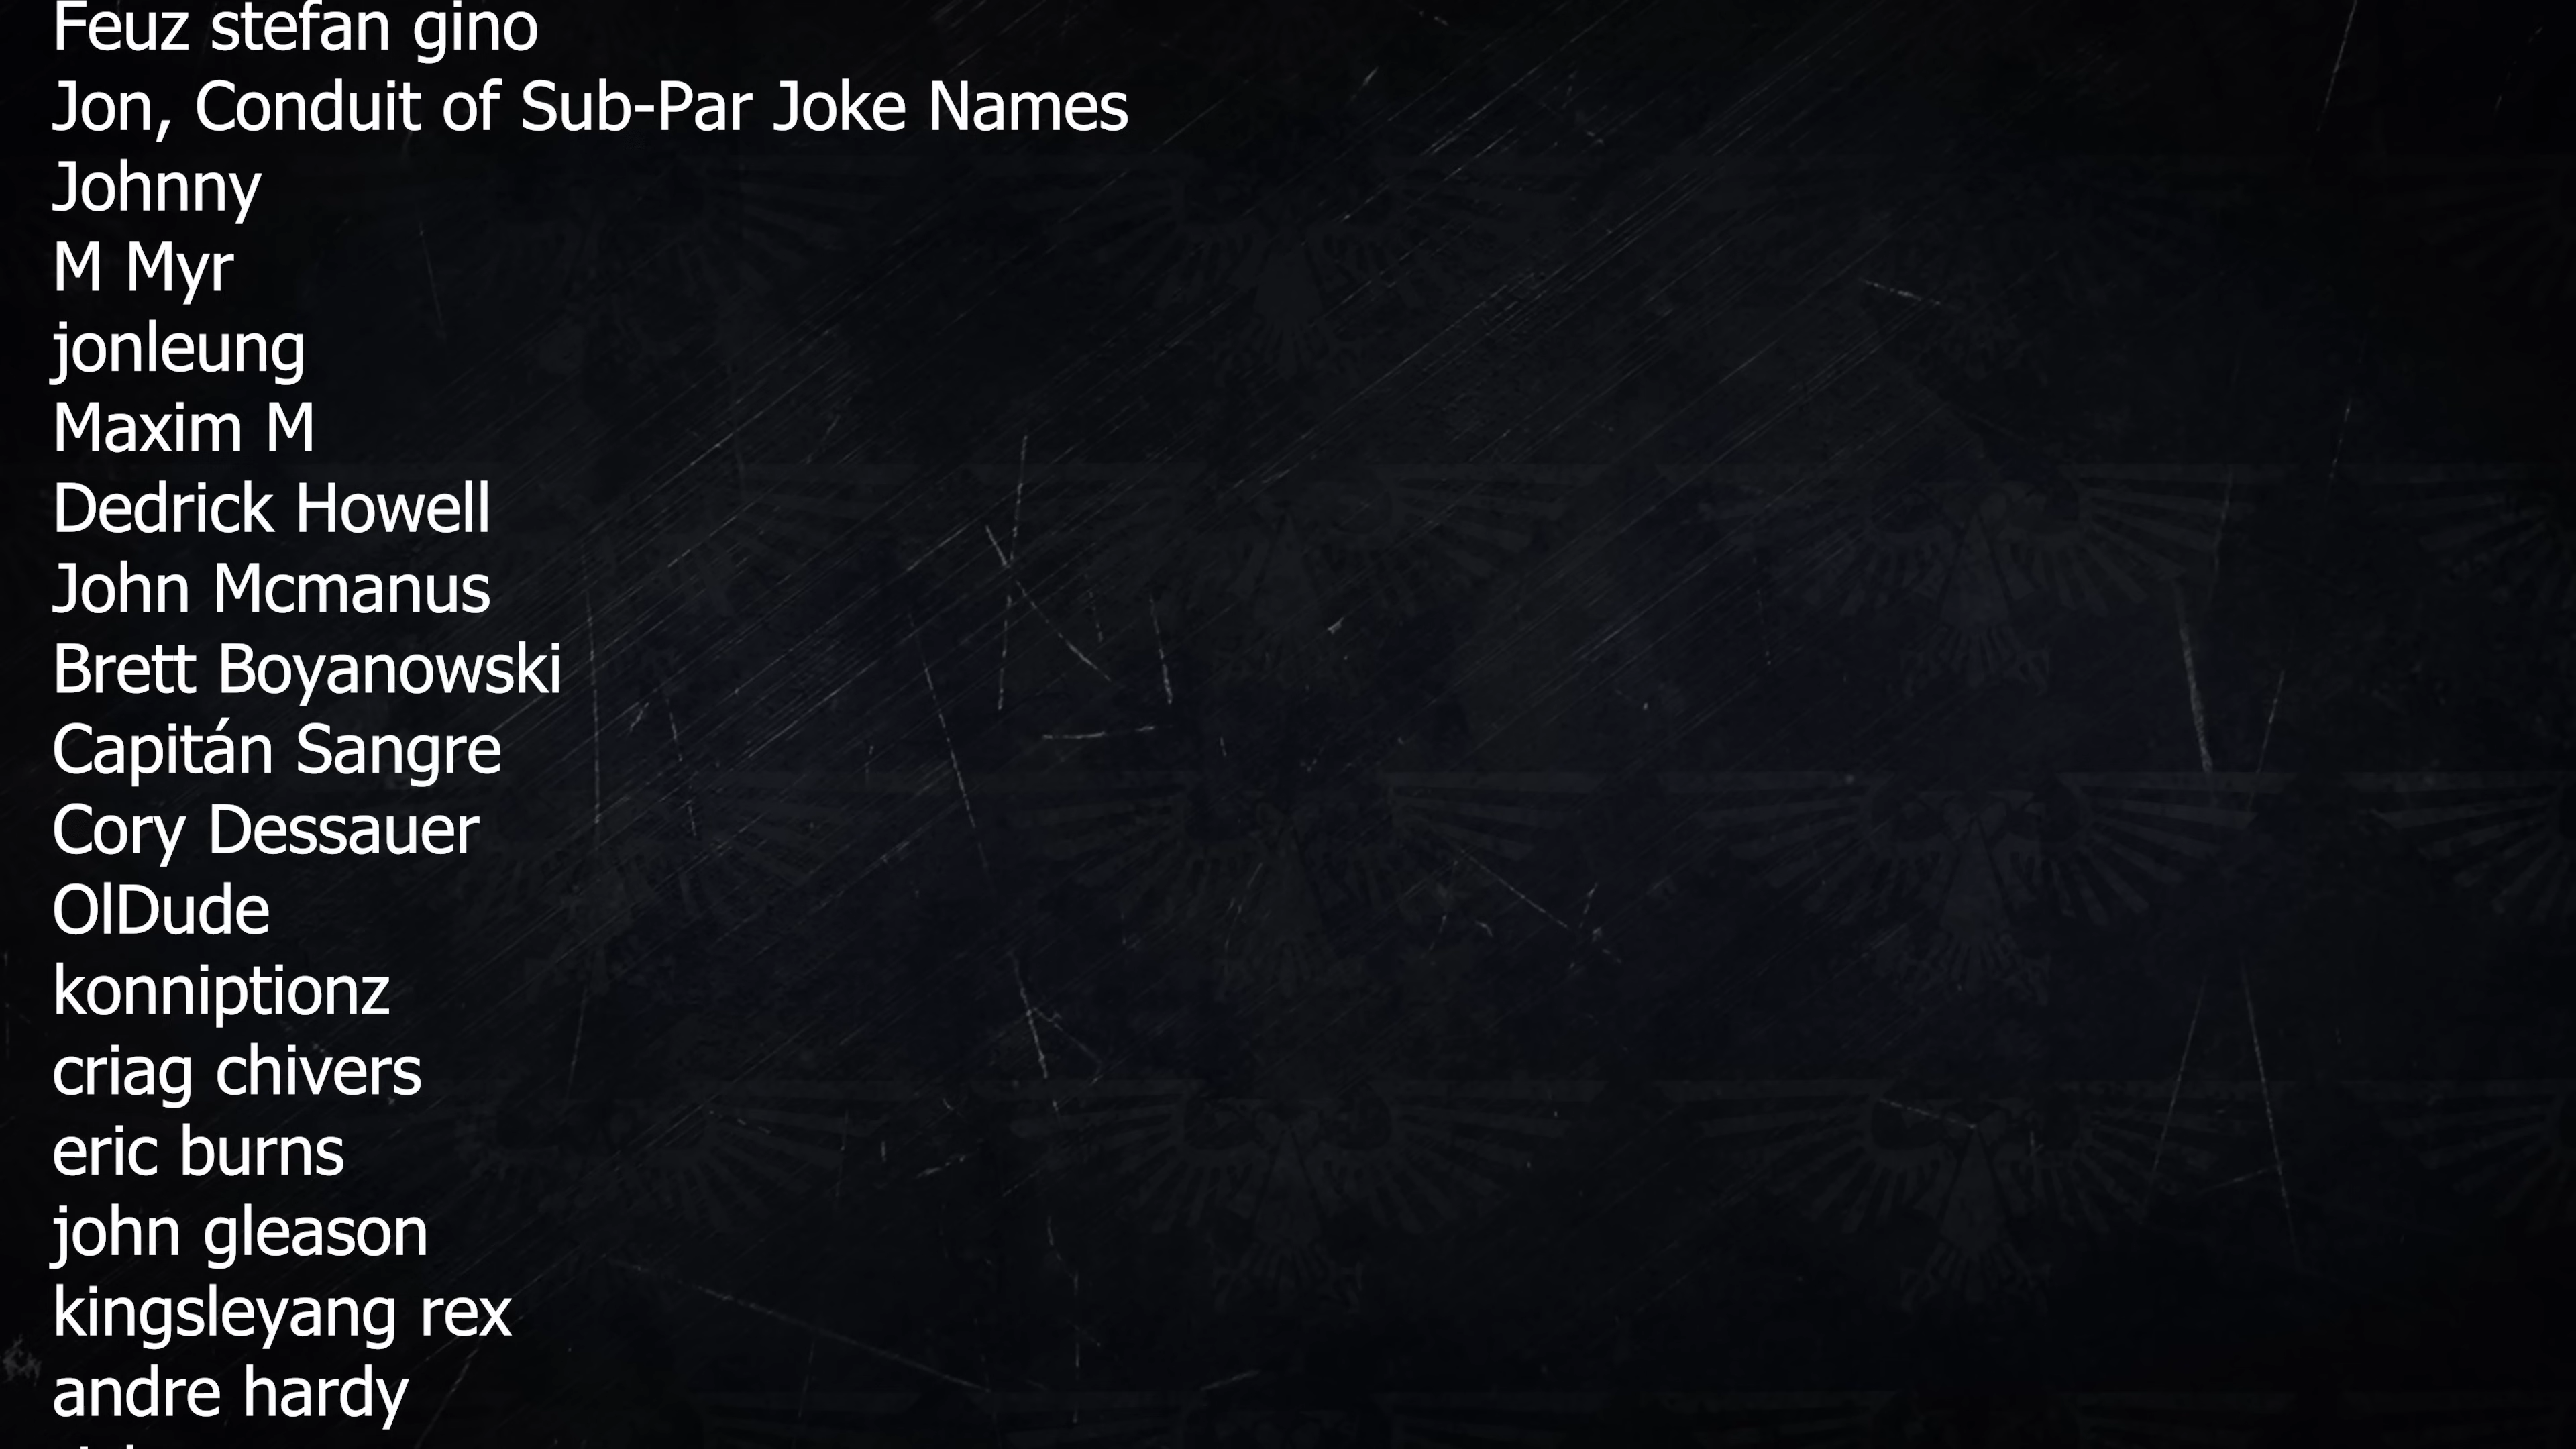 Feuz stefan gino
Jon, Conduit of Sub-Par Joke Names
Johnny
M Myr
jonleung
Maxim M
Dedrick Howell
John Mcmanus
Brett Boyanowski
Capitán Sangre
Cory Dessauer
OlDude
konniptionz
criag chivers
eric burns
john gleason
kingsleyang rex
andre hardy